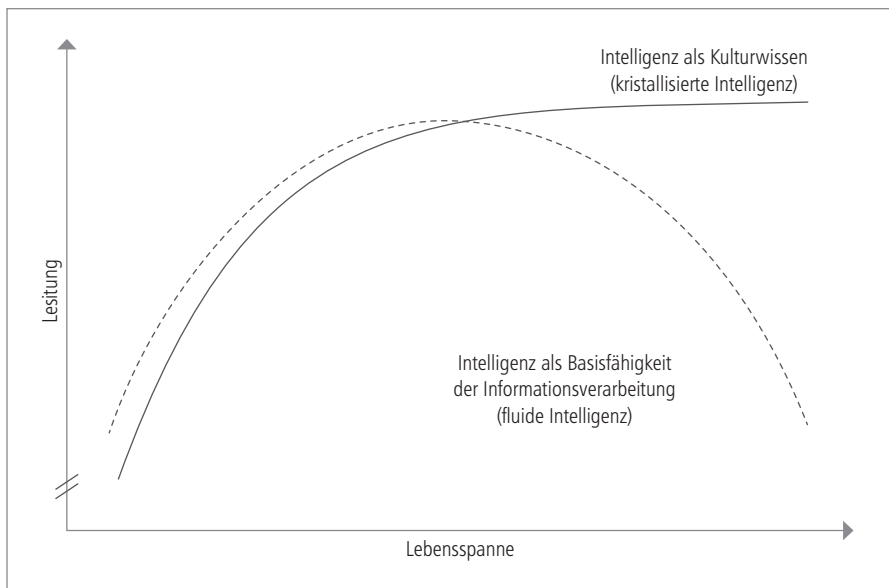 Intelligenz als Kulturwissen
(kristallisierte Intelligenz)
Lesitung
Intelligenz als Basisfähigkeit
der Informationsverarbeitung
(fluide Intelligenz)
Lebensspanne